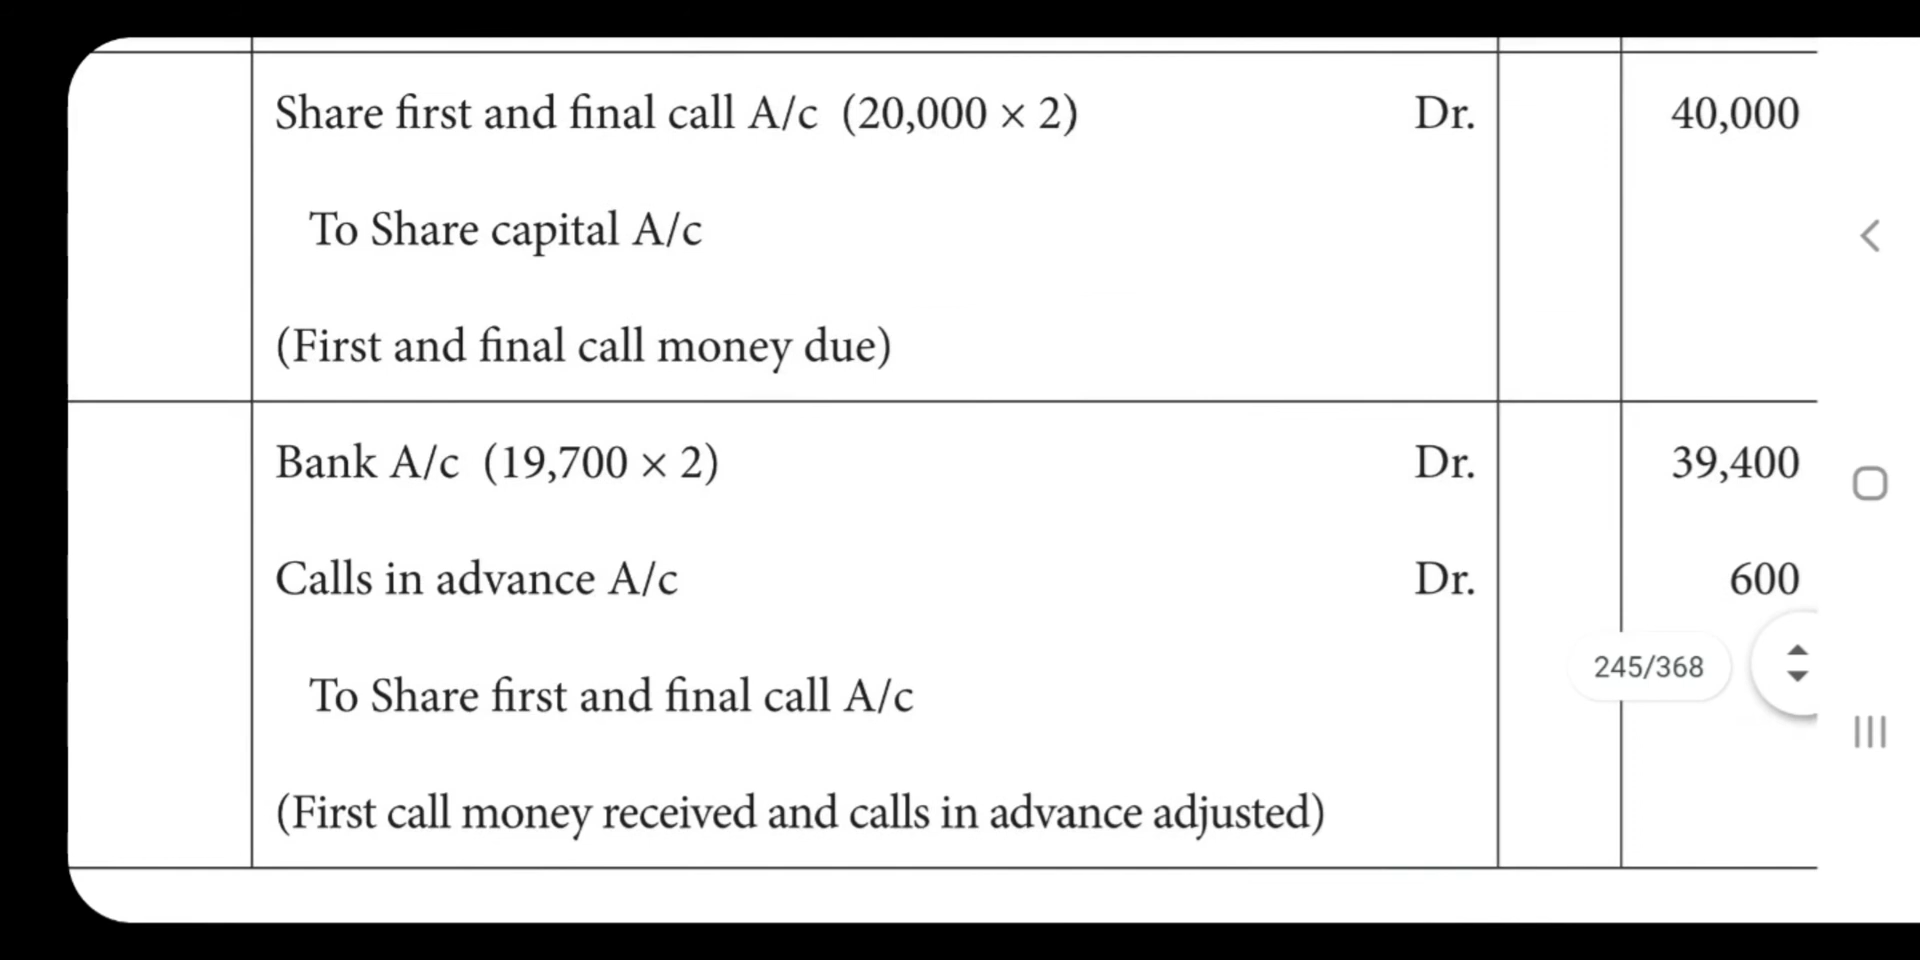 Share first and final call A/c (20,000 × 2) Dr. 40,000
To Share capital A/c
(First and final call money due)
Bank A/c (19,700 × 2) Dr. 39,400
Calls in advance A/c Dr. 600
245/368
To Share first and final call A/c
(First call money received and calls in advance adjusted)